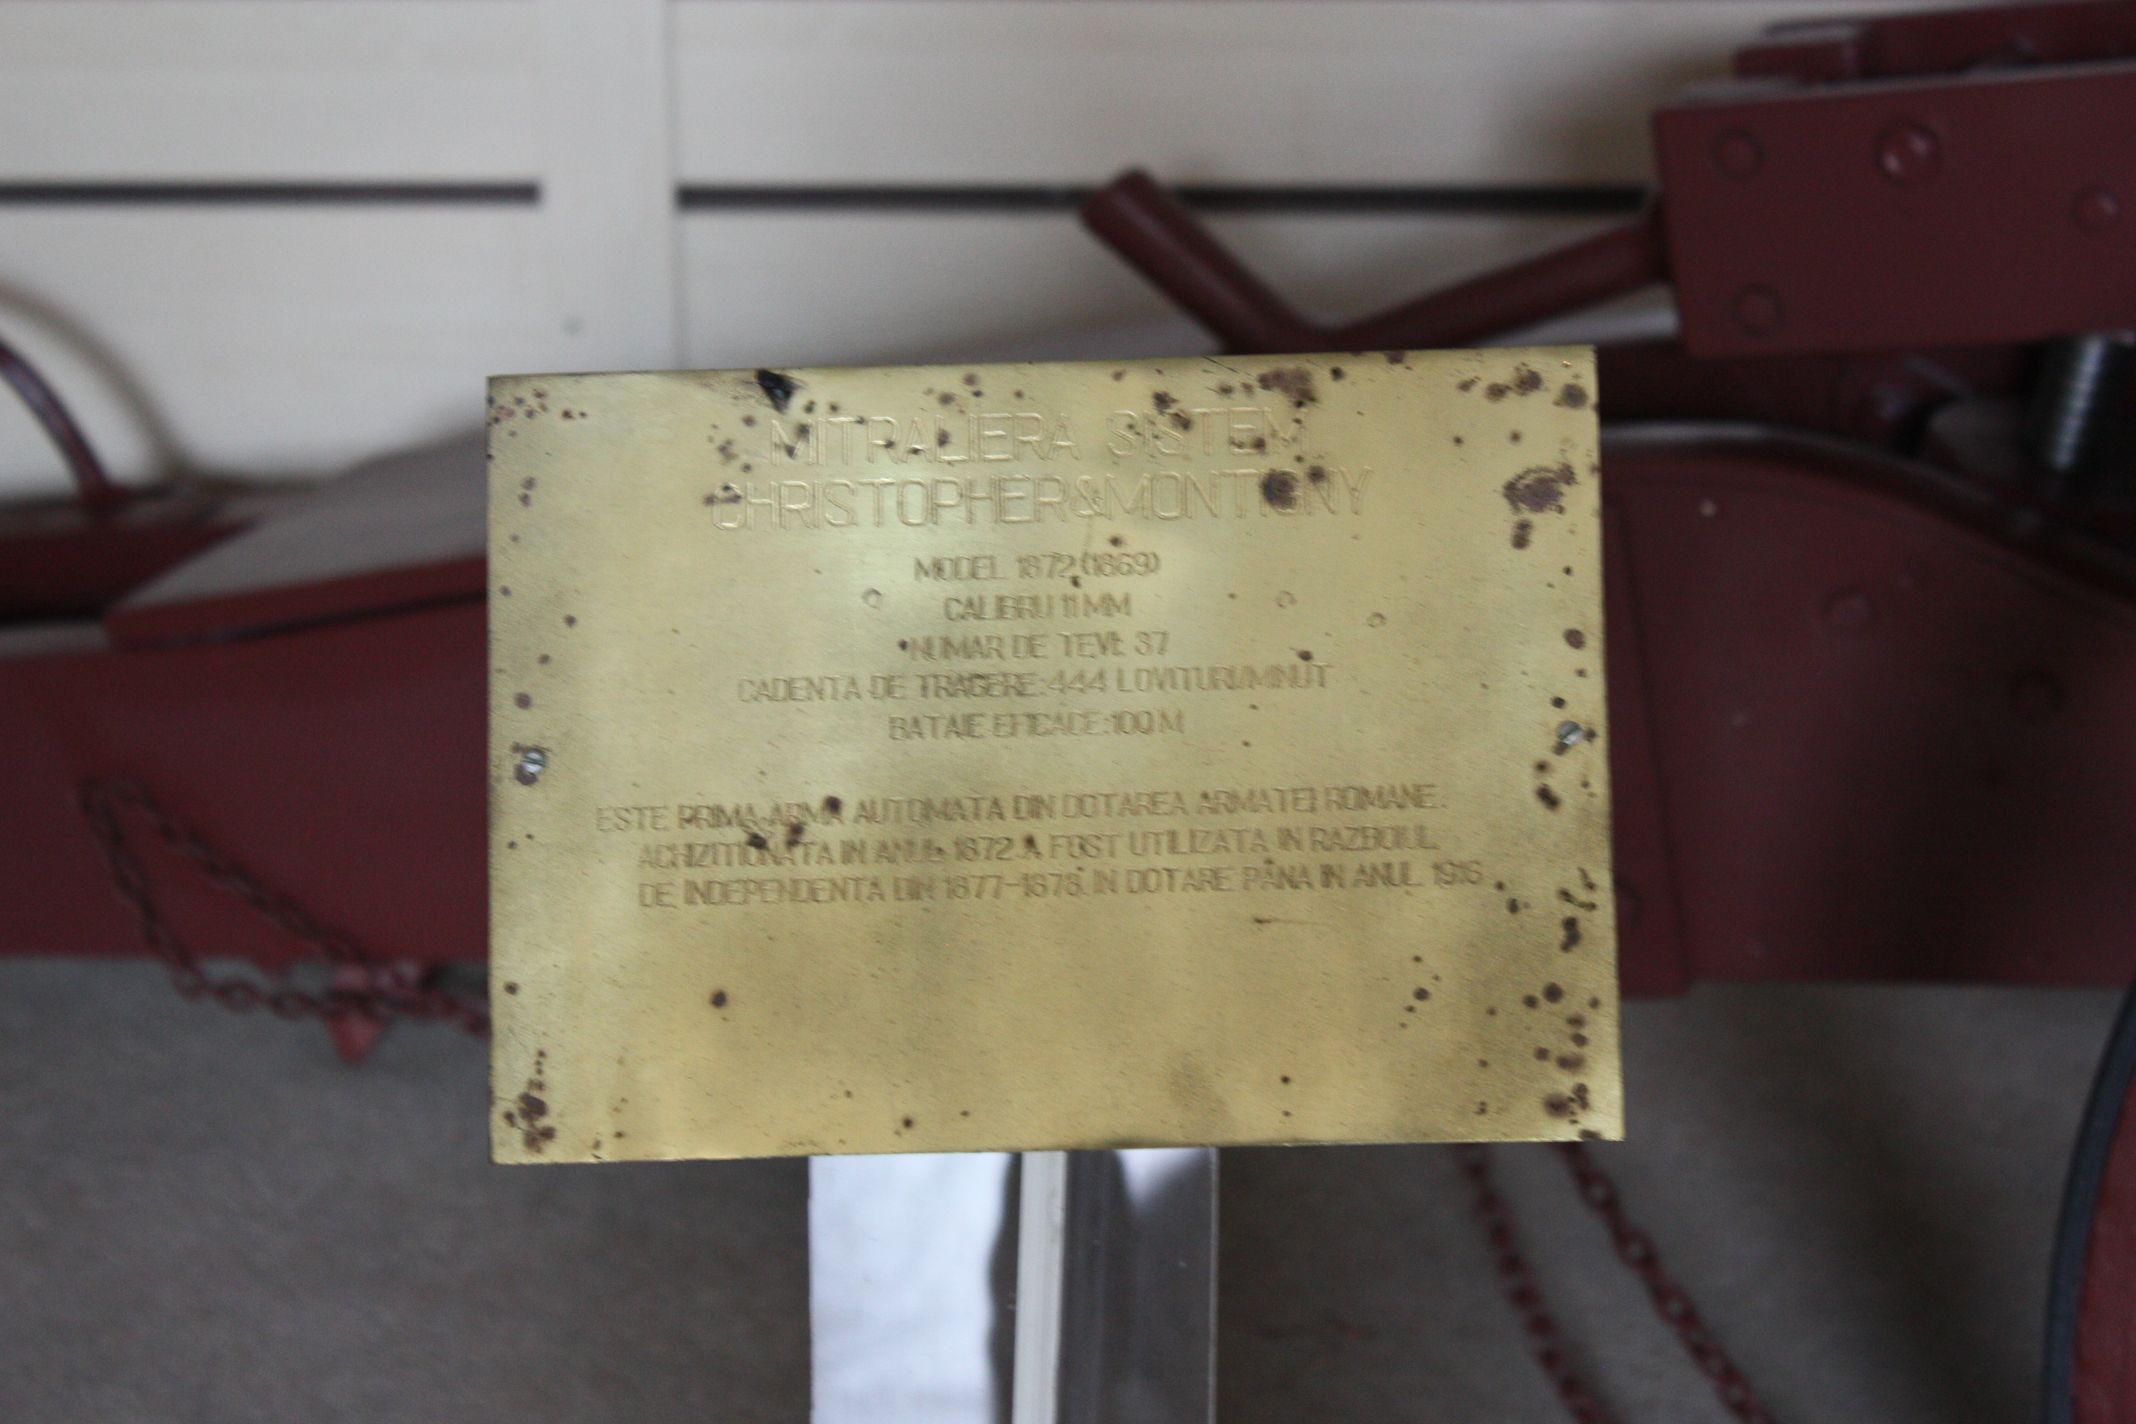 MITRALIERA SISTEM
CHRISTOPHER&MONTIGNY
MODEL 1872 (1869)
CALIBRU 11 MM
NUMAR DE TEVI: 37
CADENTA DE TRAGERE: 444 LOVITURI/MINUT
BATAIE EFICACE: 100 M
ESTE PRIMA ARMA AUTOMATA DIN DOTAREA ARMATEI ROMANE.
ACHIZITIONATA IN ANUL 1872 A FOST UTILIZATA IN RAZBOIUL
DE INDEPENDENTA DIN 1877-1878. IN DOTARE PÂNA IN ANUL 1916.